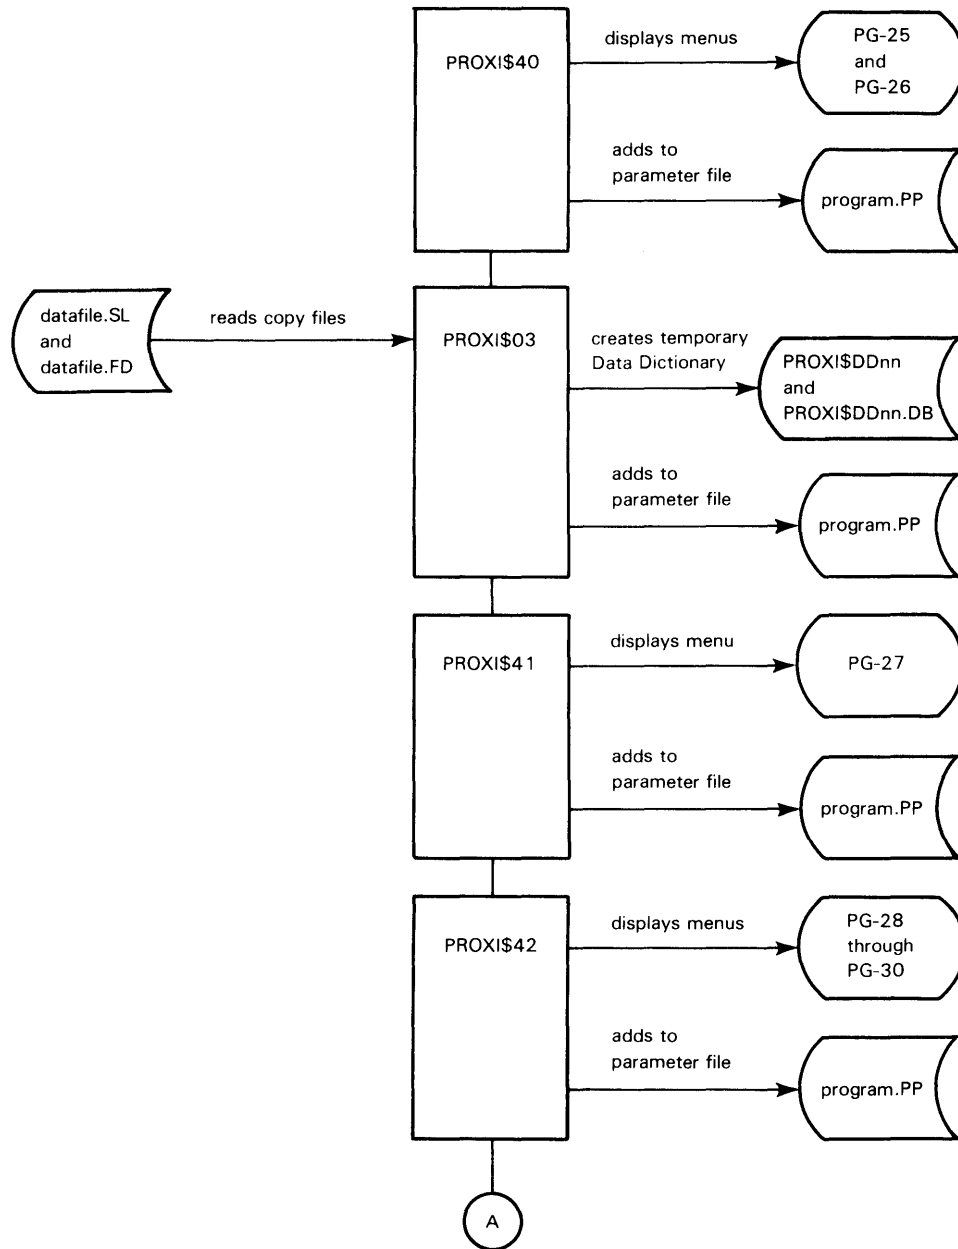 PROXI$40
displays menus
PG-25
and
PG-26
adds to
parameter file
program.PP
datafile.SL
and
datafile.FD
reads copy files
PROXI$03
creates temporary
Data Dictionary
PROXI$DDnn
and
PROXI$DDnn.DB
adds to
parameter file
program.PP
PROXI$41
displays menu
PG-27
adds to
parameter file
program.PP
PROXI$42
displays menus
PG-28
through
PG-30
adds to
parameter file
program.PP
A